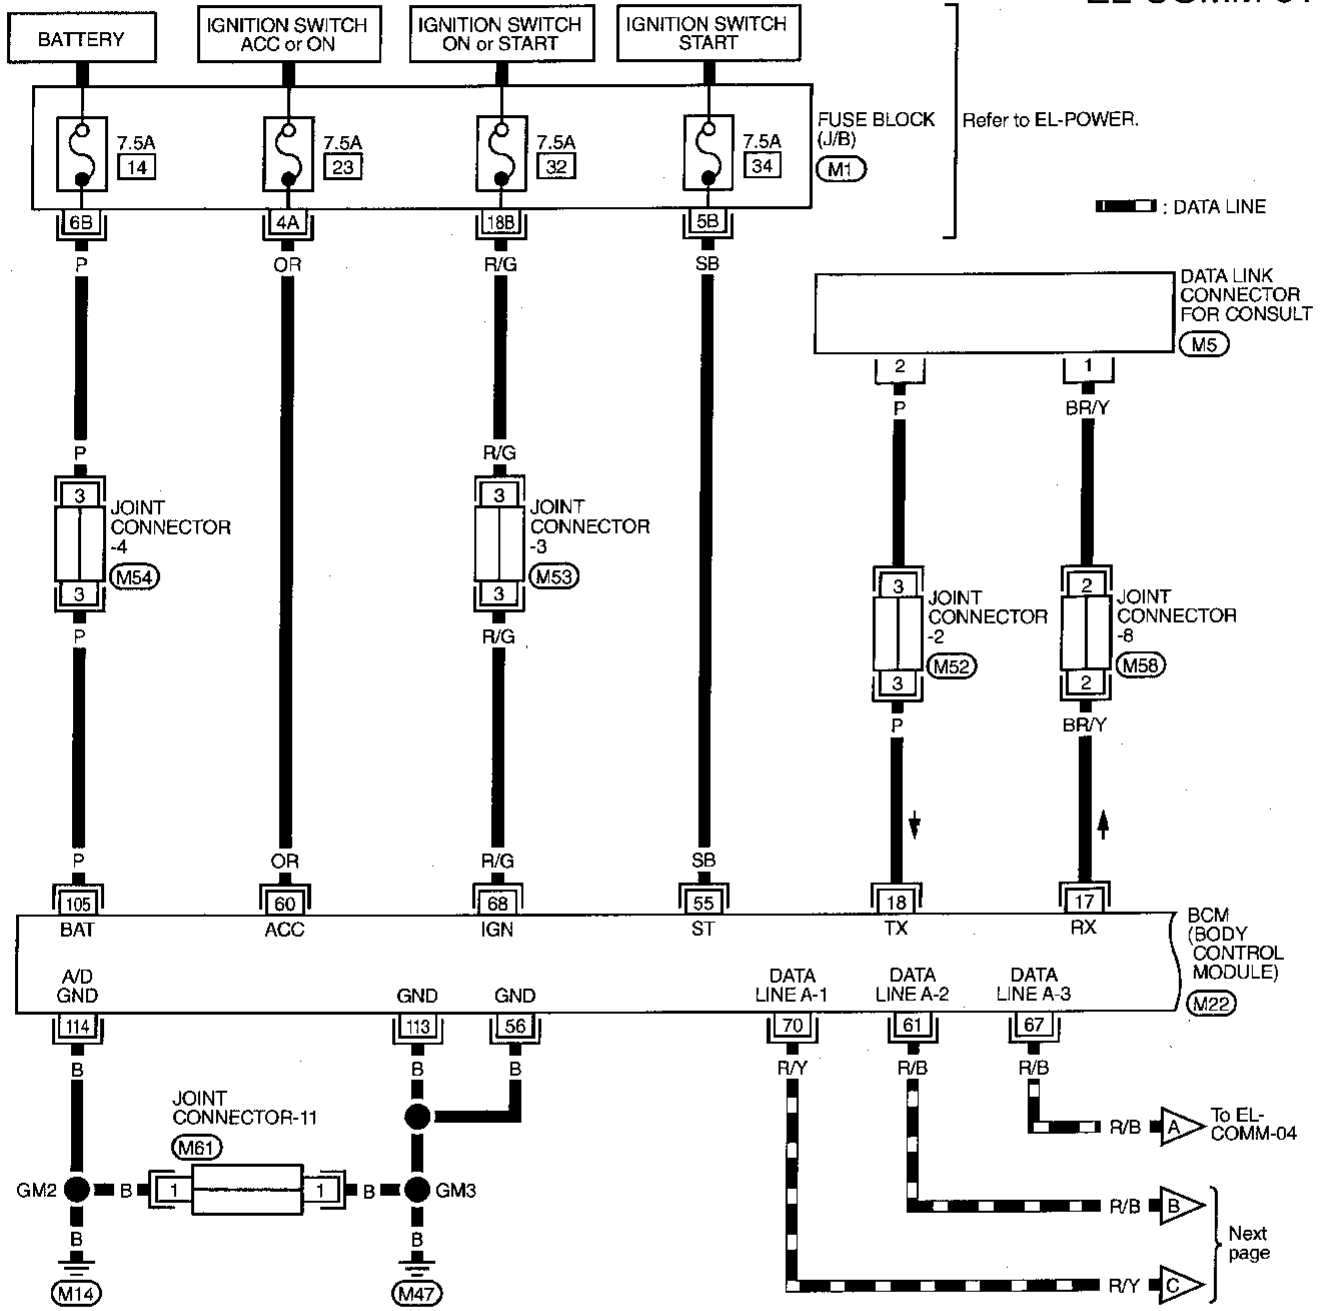 BATTERY
IGNITION SWITCH
ACC or ON
IGNITION SWITCH
ON or START
IGNITION SWITCH
START
7.5A
14
7.5A
23
7.5A
32
7.5A
34
FUSE BLOCK
(J/B)
M1
Refer to EL-POWER.
: DATA LINE
6B
4A
18B
5B
P
OR
R/G
SB
DATA LINK
CONNECTOR
FOR CONSULT
M5
2
1
P
BR/Y
P
R/G
3
JOINT
CONNECTOR
-4
M54
3
P
3
JOINT
CONNECTOR
-3
M53
3
R/G
3
JOINT
CONNECTOR
-2
M52
3
P
2
JOINT
CONNECTOR
-8
M58
2
BR/Y
P
OR
R/G
SB
105
60
68
55
18
17
BAT
ACC
IGN
ST
TX
RX
BCM
(BODY
CONTROL
MODULE)
M22
A/D
GND
GND
GND
DATA
LINE A-1
DATA
LINE A-2
DATA
LINE A-3
114
113
56
70
61
67
B
B
B
R/Y
R/B
R/B
JOINT
CONNECTOR-11
M61
R/B
A
To EL-
COMM-04
GM2
B
1
1
B
GM3
R/B
B
B
B
Next
page
R/Y
C
M14
M47